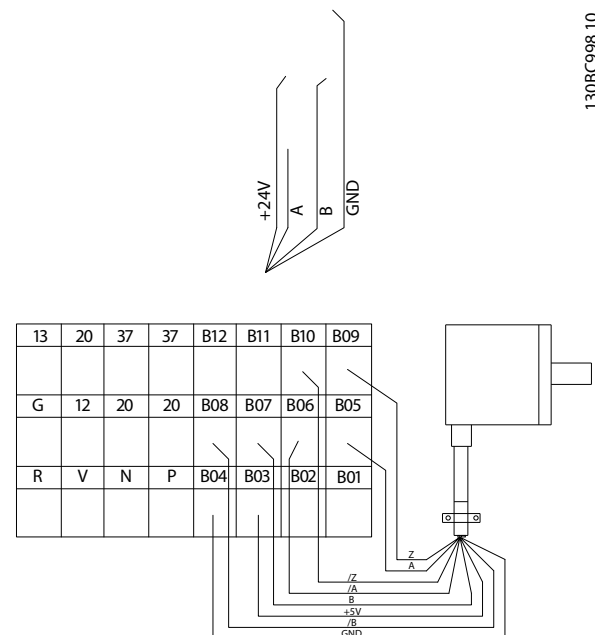 130BC998.10
+24V
A
B
GND
13 20 37 37 B12 B11 B10 B09
G 12 20 20 B08 B07 B06 B05
R V N P B04 B03 B02 B01
Z
A
/Z
/A
B
+5V
/B
GND